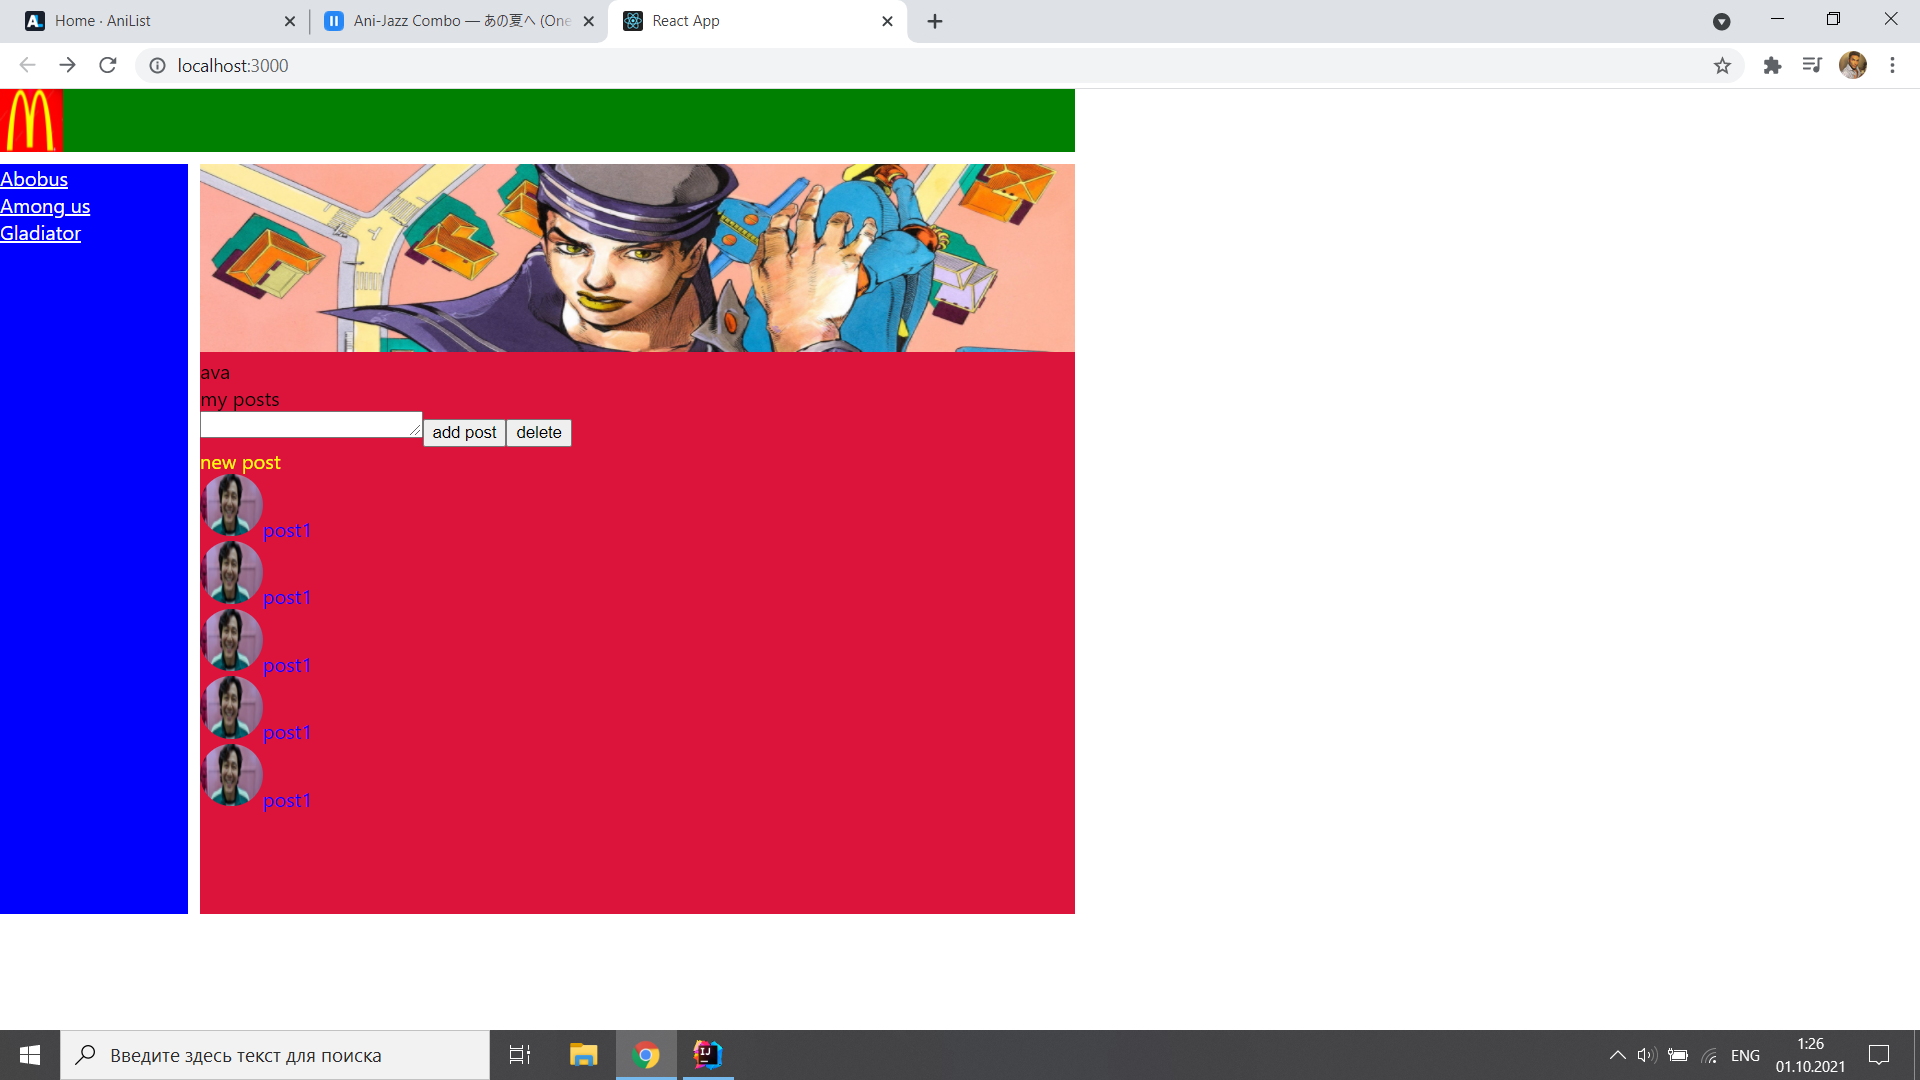 Home · AniList
Ani-Jazz Combo — あの夏へ (One
React App
localhost:3000
Abobus
Among us
Gladiator
ava
my posts
add post
delete
new post
post1
post1
post1
post1
post1
Введите здесь текст для поиска
ENG
1:26
01.10.2021